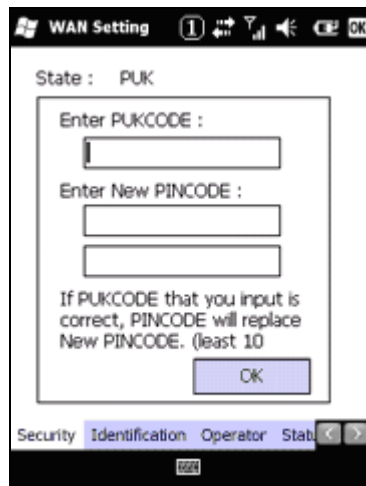 WAN Setting 1 OK
State : PUK
Enter PUKCODE :
Enter New PINCODE :
If PUKCODE that you input is
correct, PINCODE will replace
New PINCODE. (least 10
OK
Security Identification Operator Stat